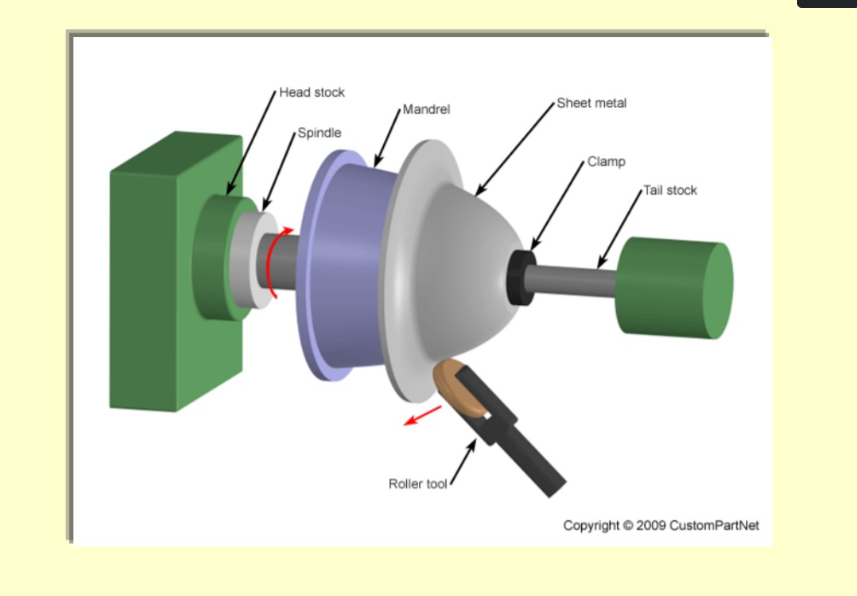 Head stock
Spindle
Mandrel
Sheet metal
Clamp
Tail stock
Roller tool
Copyright © 2009 CustomPartNet